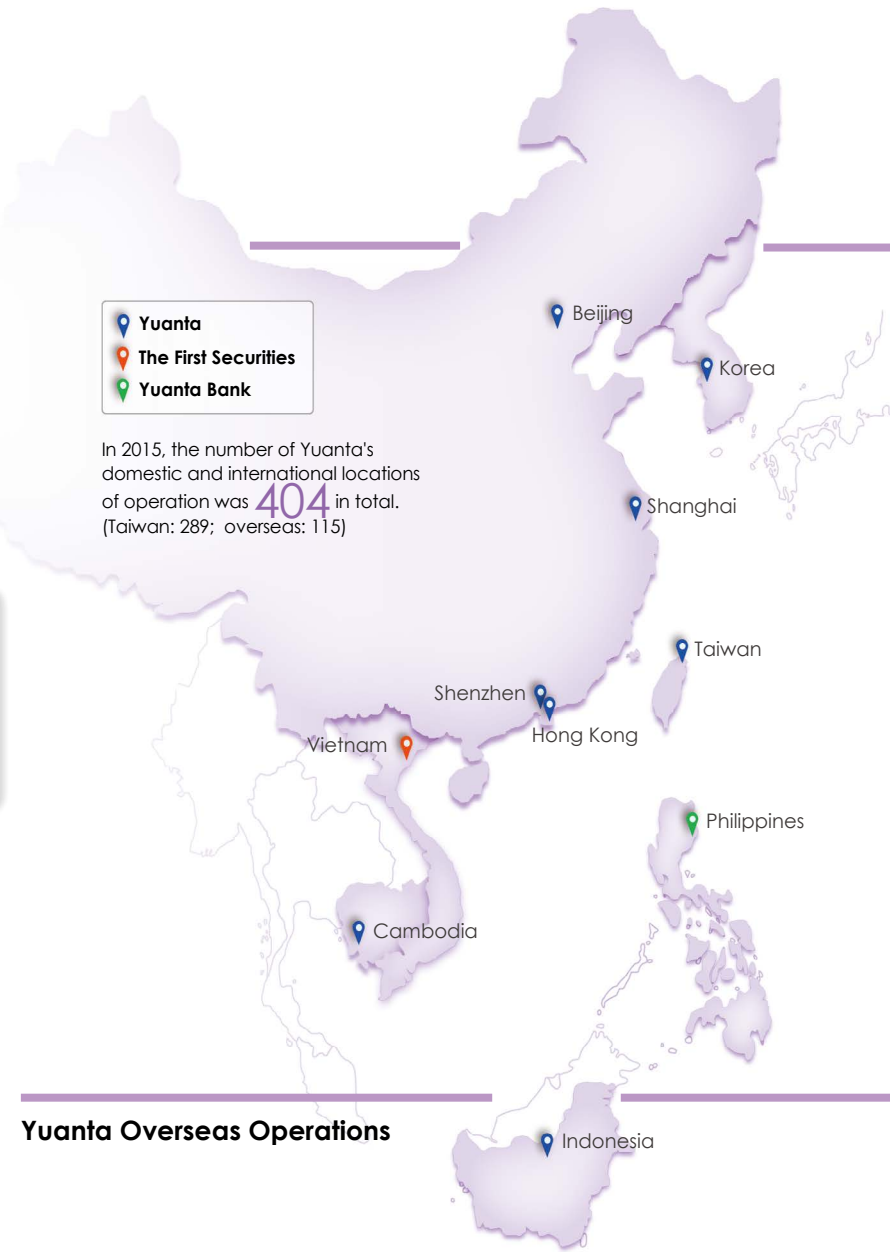 Beijing
Yuanta
The First Securities
Yuanta Bank
Korea
In 2015, the number of Yuanta's
domestic and international locations
of operation was 404 in total.
(Taiwan: 289; overseas: 115)
Shanghai
Taiwan
Shenzhen
Hong Kong
Vietnam
Philippines
Cambodia
Yuanta Overseas Operations
Indonesia